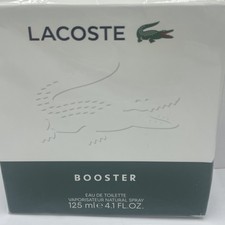 LACOSTE
BOOSTER
EAU DE TOILETTE
VAPORISATEUR NATURAL SPRAY
125 ml ℮ 4.1 FL.OZ.